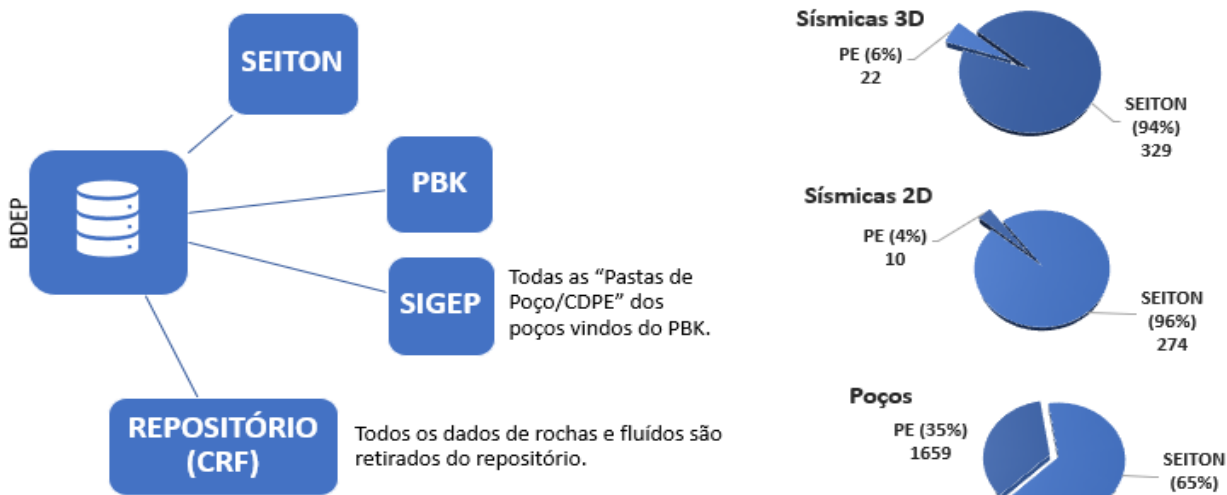 SEITON
BDEP
PBK
SIGEP
Todas as “Pastas de
Poço/CDPE” dos
poços vindos do PBK.
REPOSITÓRIO
(CRF)
Todos os dados de rochas e fluídos são
retirados do repositório.
Sísmicas 3D
PE (6%)
22
SEITON
(94%)
329
Sísmicas 2D
PE (4%)
10
SEITON
(96%)
274
Poços
PE (35%)
1659
SEITON
(65%)